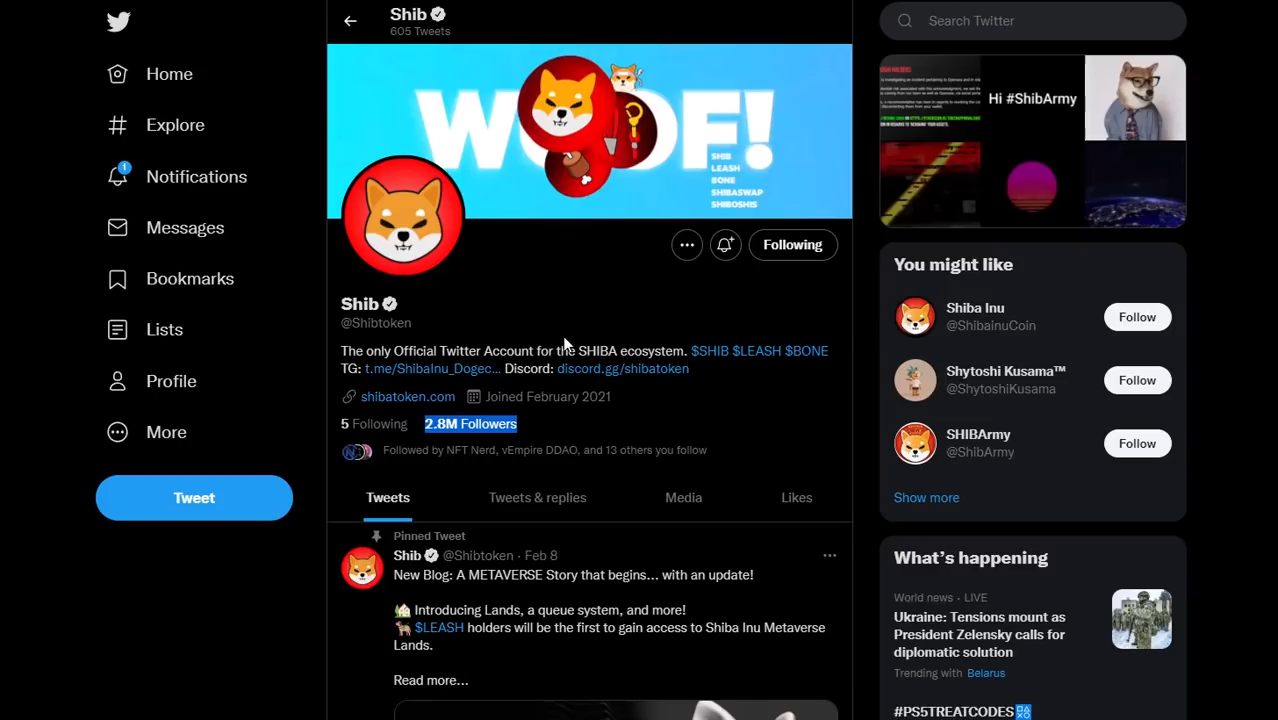 Home
Explore
1
Notifications
Messages
Bookmarks
Lists
Profile
More
Tweet
Shib
605 Tweets
WOOF!
SHIB
LEASH
BONE
SHIBASWAP
SHIBOSHIS
Following
Shib
@Shibtoken
The only Official Twitter Account for the SHIBA ecosystem. $SHIB $LEASH $BONE
TG: t.me/ShibaInu_Dogec... Discord: discord.gg/shibatoken
shibatoken.com Joined February 2021
5 Following 2.8M Followers
Followed by NFT Nerd, vEmpire DDAO, and 13 others you follow
Tweets Tweets & replies Media Likes
Pinned Tweet
Shib @Shibtoken · Feb 8
New Blog: A METAVERSE Story that begins... with an update!
🏡 Introducing Lands, a queue system, and more!
🐕‍🦺 $LEASH holders will be the first to gain access to Shiba Inu Metaverse
Lands.
Read more...
Search Twitter
Hi #ShibArmy
You might like
Shiba Inu
@ShibainuCoin
Follow
Shytoshi Kusama™
@ShytoshiKusama
Follow
SHIBArmy
@ShibArmy
Follow
Show more
What's happening
World news · LIVE
Ukraine: Tensions mount as
President Zelensky calls for
diplomatic solution
Trending with Belarus
#PS5TREATCODES